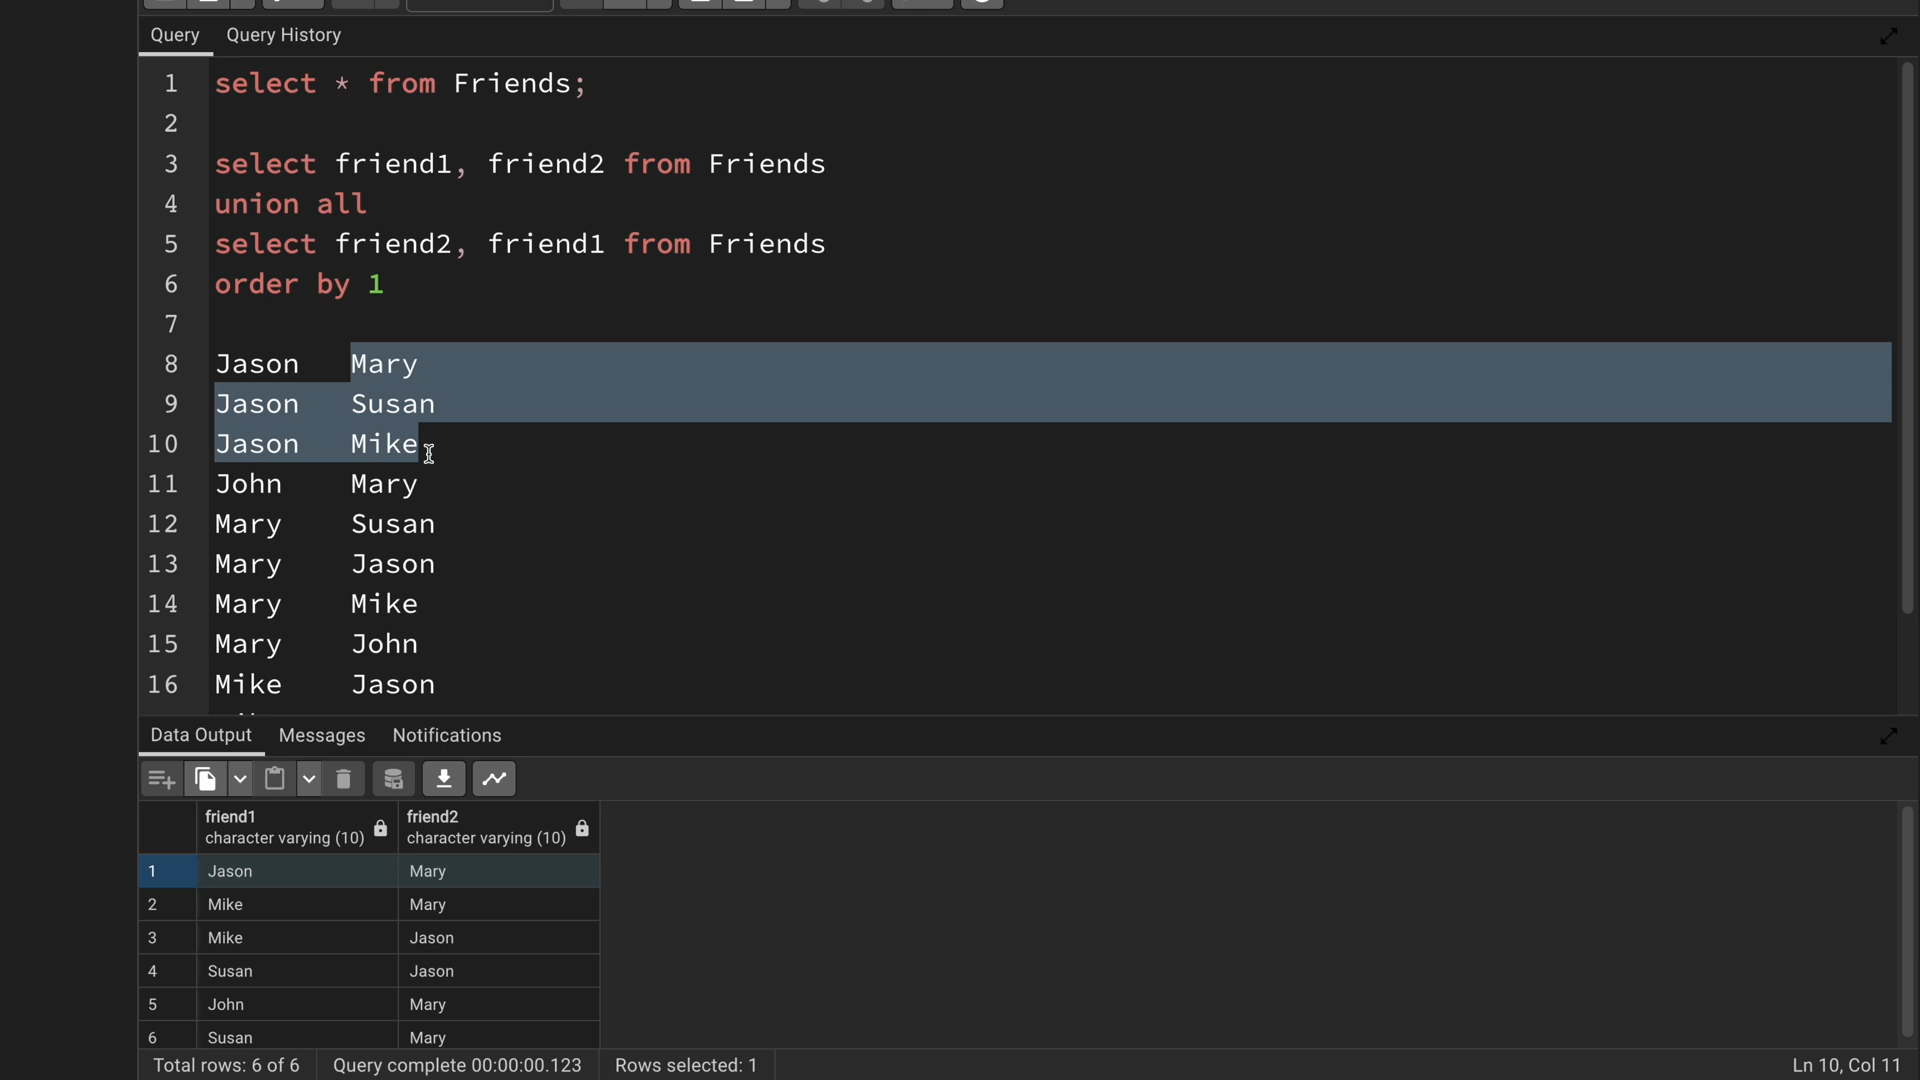 Query Query History
1 select * from Friends;
2
3 select friend1, friend2 from Friends
4 union all
5 select friend2, friend1 from Friends
6 order by 1
7
8 Jason Mary
9 Jason Susan
10 Jason Mike
11 John Mary
12 Mary Susan
13 Mary Jason
14 Mary Mike
15 Mary John
16 Mike Jason
Data Output Messages Notifications
friend1 friend2
character varying (10) character varying (10)
1 Jason Mary
2 Mike Mary
3 Mike Jason
4 Susan Jason
5 John Mary
6 Susan Mary
Total rows: 6 of 6 Query complete 00:00:00.123 Rows selected: 1 Ln 10, Col 11